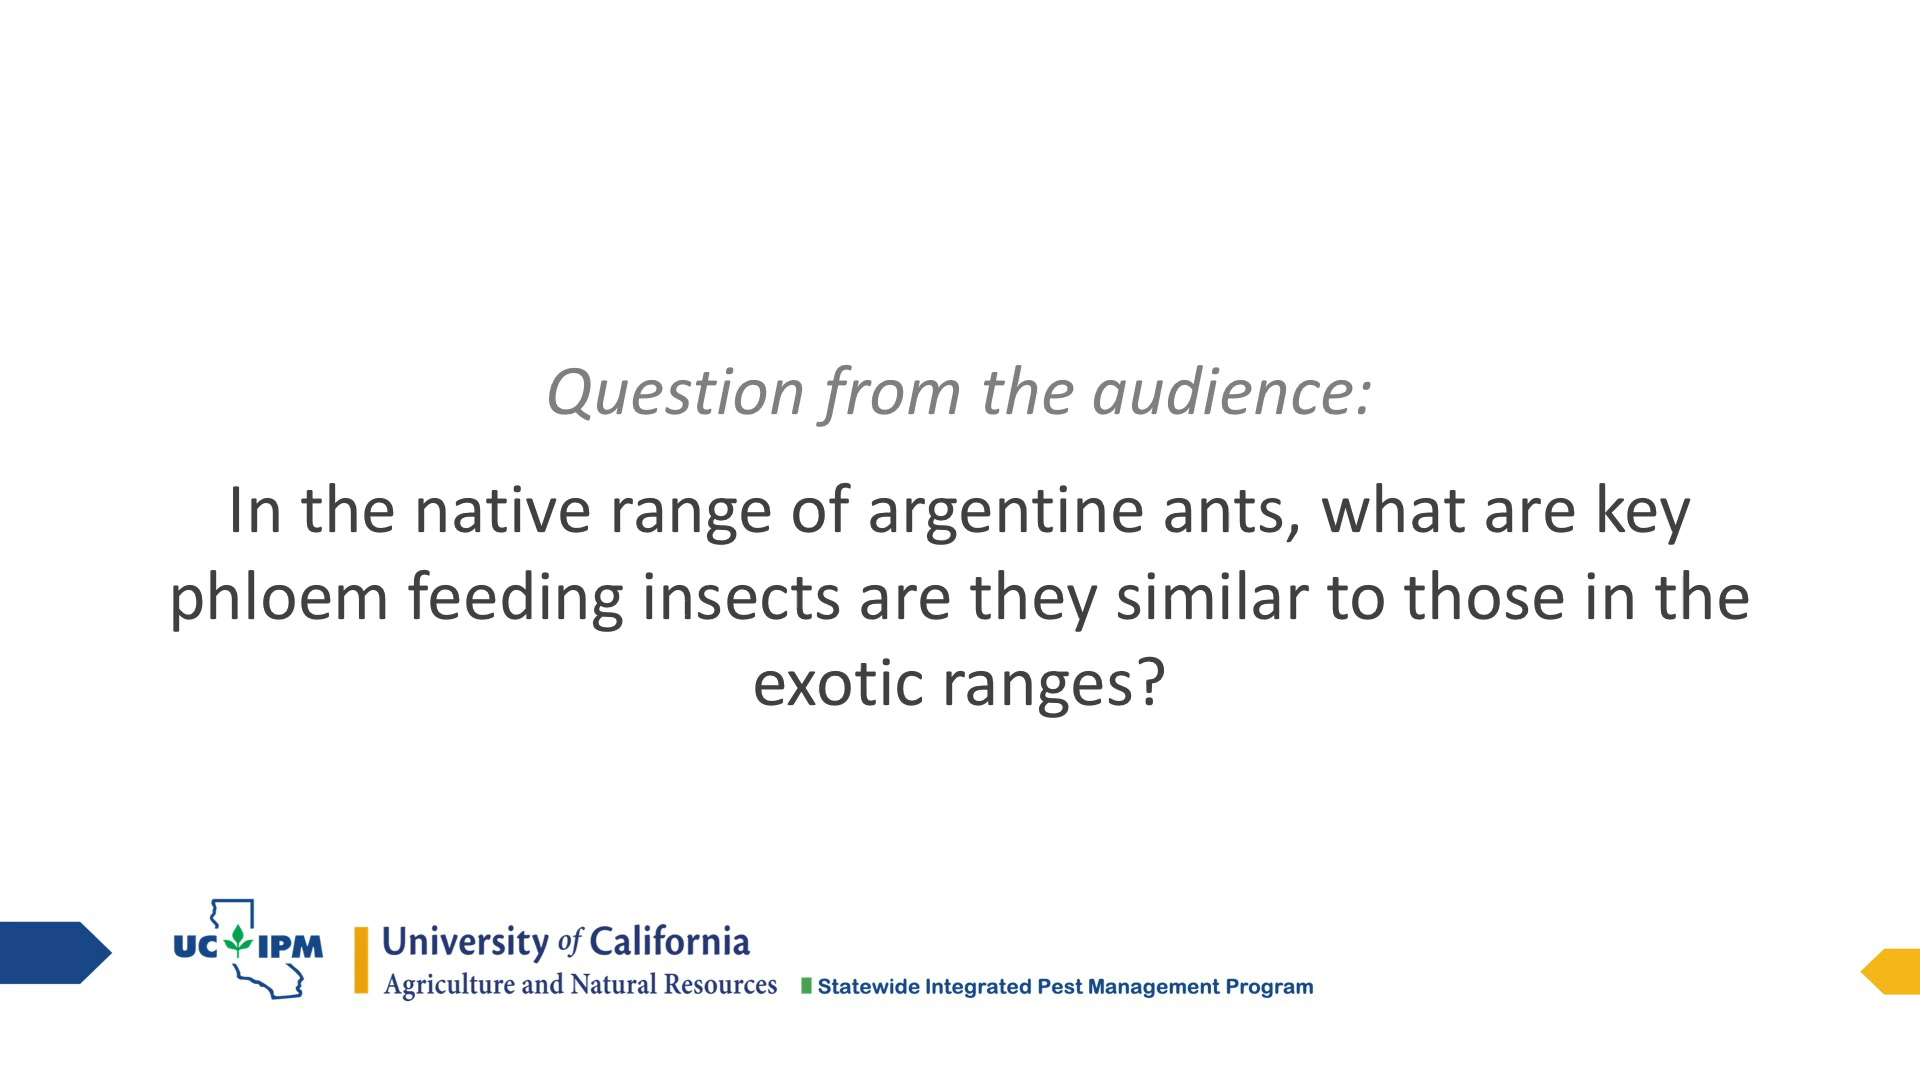 Question from the audience:
In the native range of argentine ants, what are key
phloem feeding insects are they similar to those in the
exotic ranges?
UC IPM
University of California
Agriculture and Natural Resources
Statewide Integrated Pest Management Program